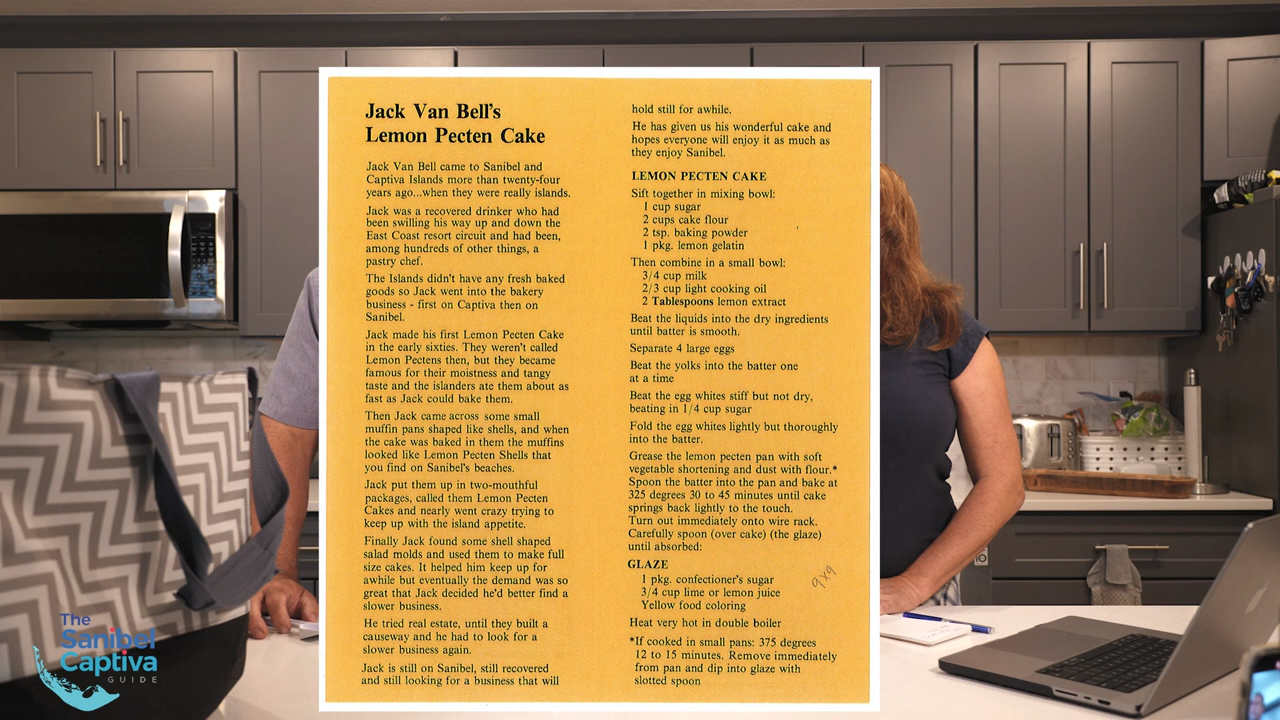 Jack Van Bell's
Lemon Pecten Cake
Jack Van Bell came to Sanibel and
Captiva Islands more than twenty-four
years ago...when they were really islands.
Jack was a recovered drinker who had
been swilling his way up and down the
East Coast resort circuit and had been,
among hundreds of other things, a
pastry chef.
The Islands didn't have any fresh baked
goods so Jack went into the bakery
business - first on Captiva then on
Sanibel.
Jack made his first Lemon Pecten Cake
in the early sixties. They weren't called
Lemon Pectens then, but they became
famous for their moistness and tangy
taste and the islanders ate them about as
fast as Jack could bake them.
Then Jack came across some small
muffin pans shaped like shells, and when
the cake was baked in them the muffins
looked like Lemon Pecten Shells that
you find on Sanibel's beaches.
Jack put them up in two-mouthful
packages, called them Lemon Pecten
Cakes and nearly went crazy trying to
keep up with the island appetite.
Finally Jack found some shell shaped
salad molds and used them to make full
size cakes. It helped him keep up for
awhile but eventually the demand was so
great that Jack decided he'd better find a
slower business.
He tried real estate, until they built a
causeway and he had to look for a
slower business again.
Jack is still on Sanibel, still recovered
and still looking for a business that will
hold still for awhile.
He has given us his wonderful cake and
hopes everyone will enjoy it as much as
they enjoy Sanibel.
LEMON PECTEN CAKE
Sift together in mixing bowl:
1 cup sugar
2 cups cake flour
2 tsp. baking powder
1 pkg. lemon gelatin
Then combine in a small bowl:
3/4 cup milk
2/3 cup light cooking oil
2 Tablespoons lemon extract
Beat the liquids into the dry ingredients
until batter is smooth.
Separate 4 large eggs
Beat the yolks into the batter one
at a time
Beat the egg whites stiff but not dry,
beating in 1/4 cup sugar
Fold the egg whites lightly but thoroughly
into the batter.
Grease the lemon pecten pan with soft
vegetable shortening and dust with flour.*
Spoon the batter into the pan and bake at
325 degrees 30 to 45 minutes until cake
springs back lightly to the touch.
Turn out immediately onto wire rack.
Carefully spoon (over cake) (the glaze)
until absorbed:
GLAZE
1 pkg. confectioner's sugar
3/4 cup lime or lemon juice
Yellow food coloring
9x9
Heat very hot in double boiler
*If cooked in small pans: 375 degrees
12 to 15 minutes. Remove immediately
from pan and dip into glaze with
slotted spoon
The
Sanibel
Captiva
GUIDE